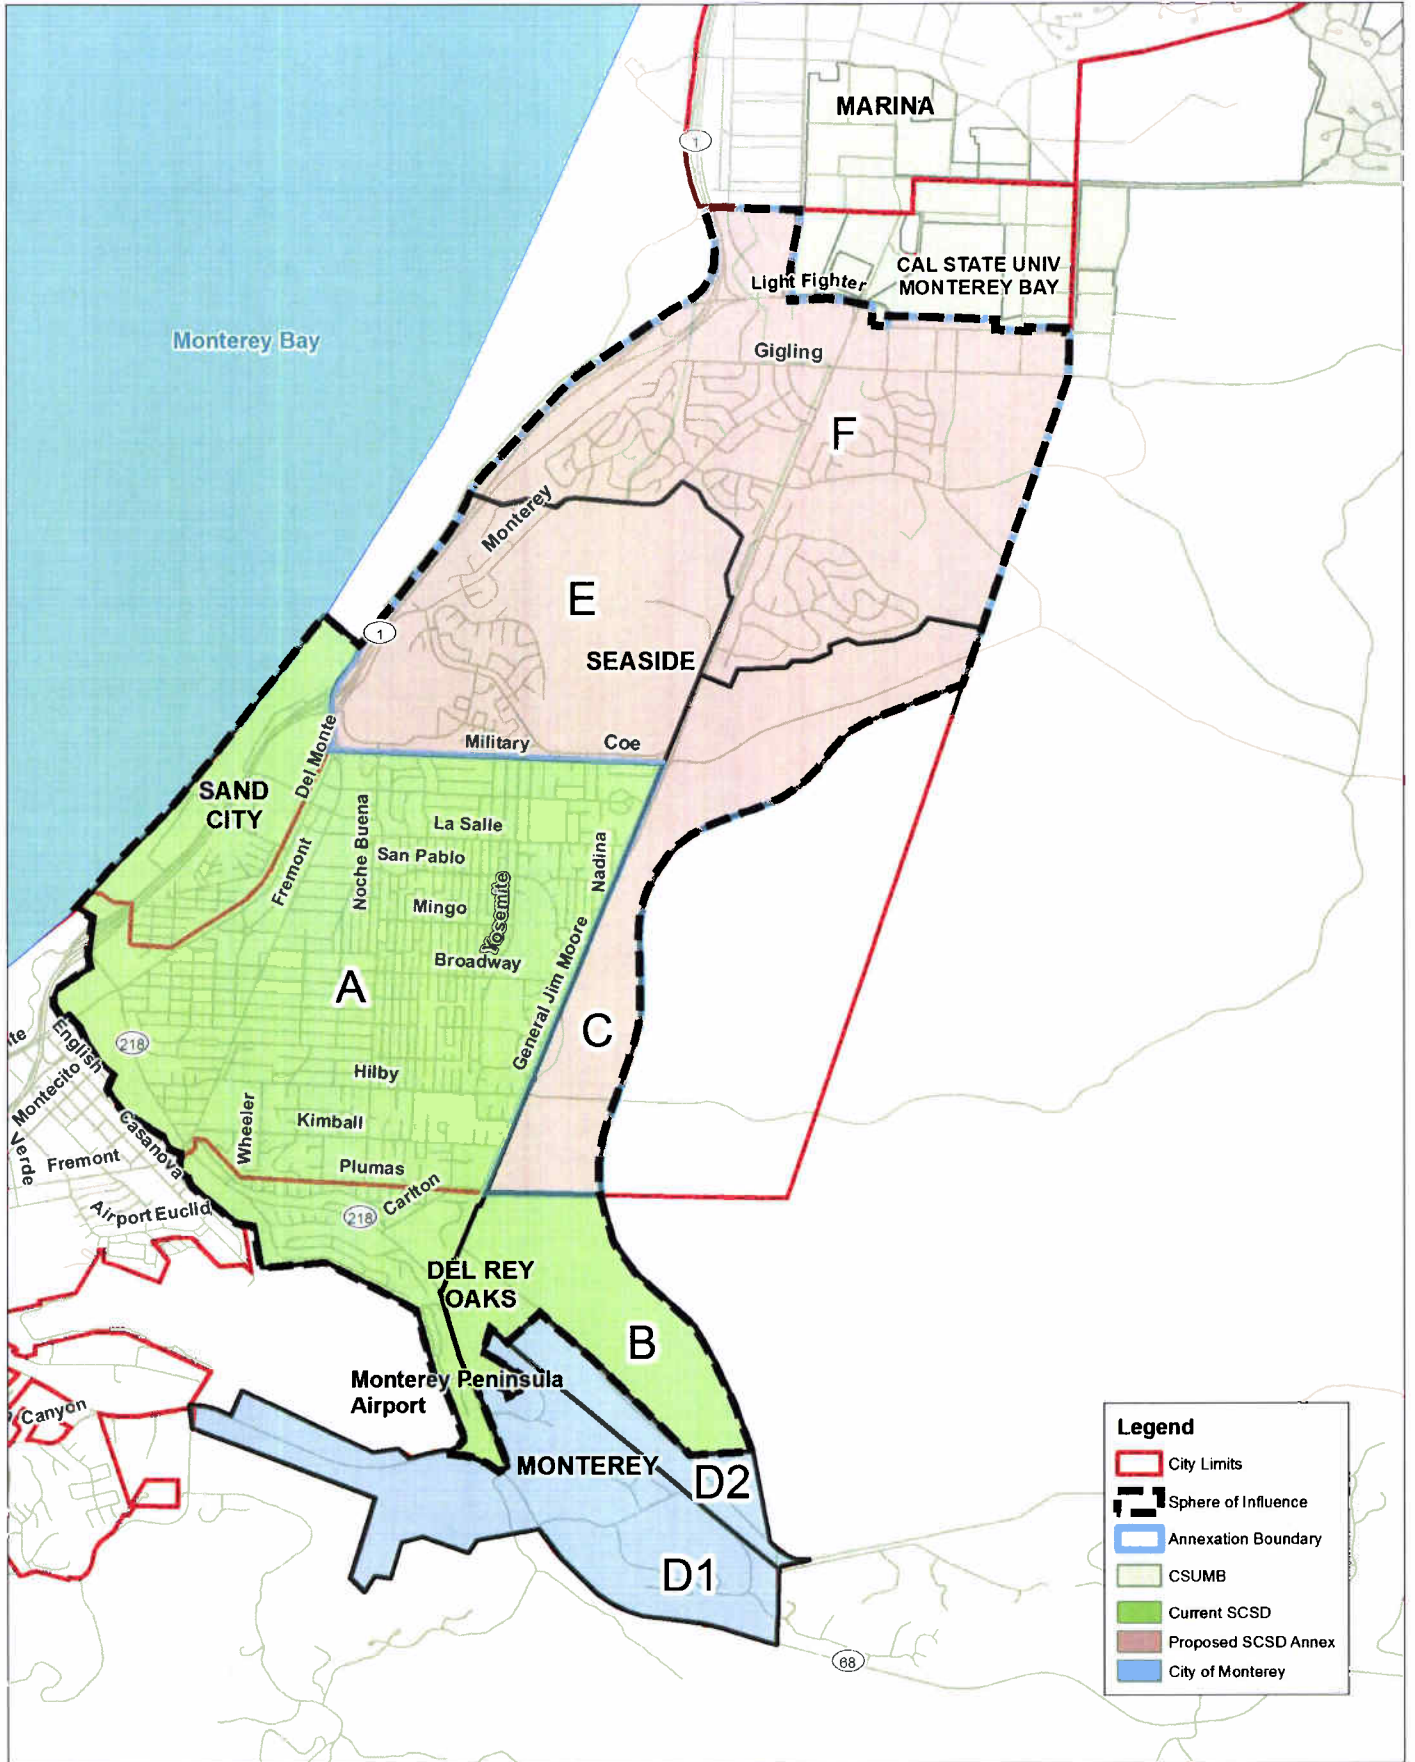 MARINA
1
CAL STATE UNIV
MONTEREY BAY
Light Fighter
Monterey Bay
Gigling
F
Monterey
E
1
SEASIDE
Military
Coe
Del Monte
SAND
CITY
La Salle
Noche Buena
San Pablo
Fremont
Nadina
Mingo
Yosemite
Broadway
A
General Jim Moore
C
218
English
Montecito
Hilby
Wheeler
Kimball
Casanova
Verde
Fremont
Plumas
Carlton
Airport
Euclid
218
DEL REY
OAKS
B
Monterey Peninsula
Airport
Canyon
MONTEREY
D2
D1
68
Legend
City Limits
Sphere of Influence
Annexation Boundary
CSUMB
Current SCSD
Proposed SCSD Annex
City of Monterey